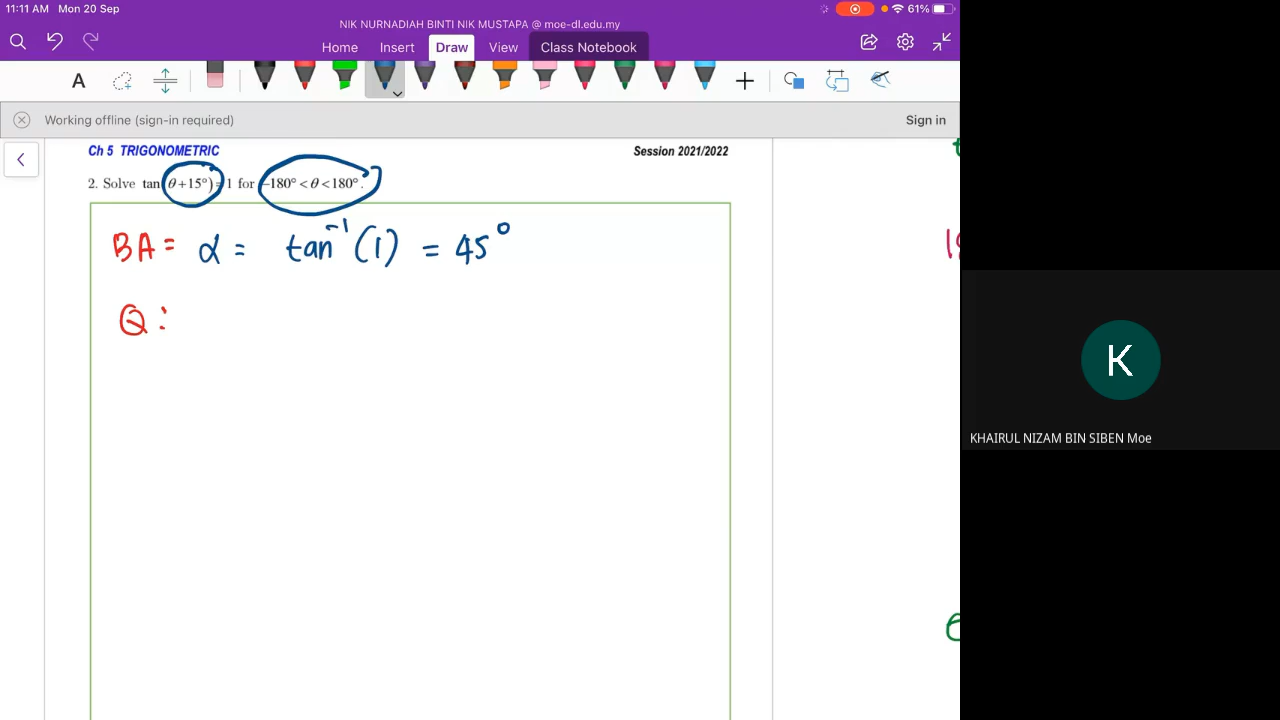 11:11 AM Mon 20 Sep
61%
NIK NURNADIAH BINTI NIK MUSTAPA @ moe-dl.edu.my
Home Insert Draw View Class Notebook
A
Working offline (sign-in required) Sign in
Ch 5 TRIGONOMETRIC Session 2021/2022
2. Solve tan(θ+15°)=1 for −180°<θ<180°.
BA = α = tan⁻¹(1) = 45°
Q:
K
KHAIRUL NIZAM BIN SIBEN Moe